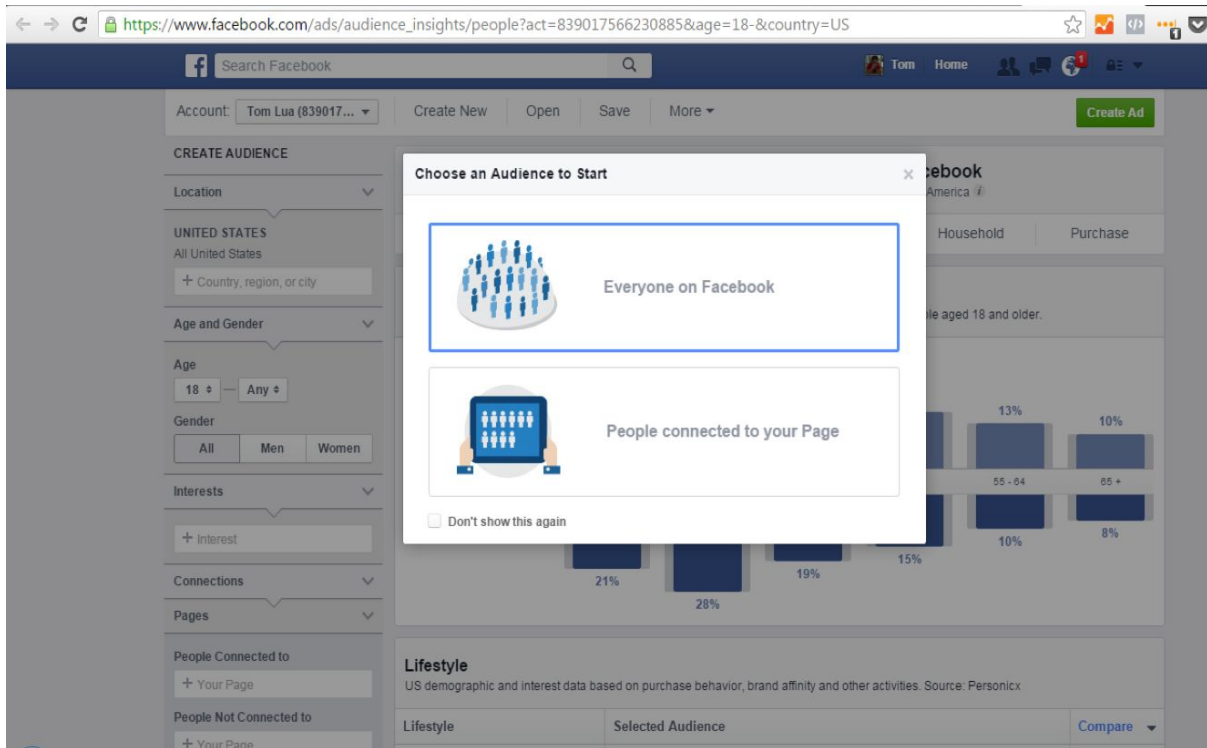 https://www.facebook.com/ads/audience_insights/people?act=839017566230885&age=18-&country=US
1
f
Search Facebook
Tom
Home
1
Account:
Tom Lua (839017...
Create New
Open
Save
More
Create Ad
CREATE AUDIENCE
Location
UNITED STATES
All United States
+ Country, region, or city
Age and Gender
Age
18 — Any
Gender
All
Men
Women
Interests
+ Interest
Connections
Pages
People Connected to
+ Your Page
People Not Connected to
+ Your Page
Choose an Audience to Start
×
Everyone on Facebook
People connected to your Page
Don't show this again
cebook
America i
Household
Purchase
ple aged 18 and older.
13%
10%
55 - 64
65 +
21%
28%
19%
15%
10%
8%
Lifestyle
US demographic and interest data based on purchase behavior, brand affinity and other activities. Source: Personicx
Lifestyle
Selected Audience
Compare